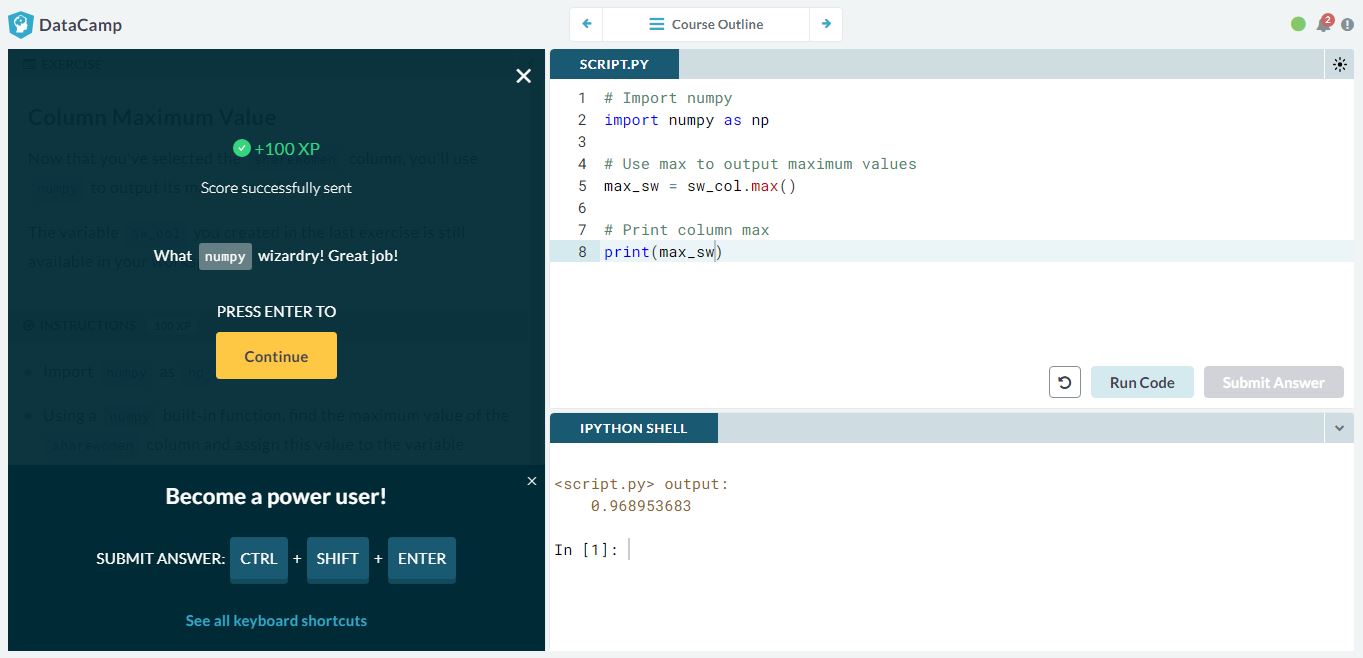 DataCamp
Course Outline
2
EXERCISE
Column Maximum Value
Now that you've selected the sharewomen column, you'll use
numpy to output its m
The variable sw_col you created in the last exercise is still
available in your
+100 XP
Score successfully sent
What numpy wizardry! Great job!
PRESS ENTER TO
Continue
INSTRUCTIONS 100 XP
Import numpy as np
Using a numpy built-in function, find the maximum value of the
sharewomen column and assign this value to the variable
Become a power user!
SUBMIT ANSWER: CTRL + SHIFT + ENTER
See all keyboard shortcuts
SCRIPT.PY
1 # Import numpy
2 import numpy as np
3
4 # Use max to output maximum values
5 max_sw = sw_col.max()
6
7 # Print column max
8 print(max_sw)
Run Code
Submit Answer
IPYTHON SHELL
<script.py> output:
0.968953683
In [1]: